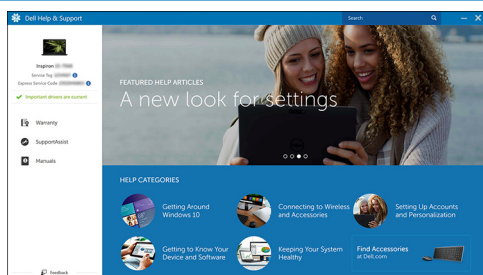 Dell Help & Support
Search
Inspiron
Service Tag
Express Service Code
Important drivers are current
Warranty
SupportAssist
Manuals
Feedback
FEATURED HELP ARTICLES
A new look for settings
HELP CATEGORIES
Getting Around
Windows 10
Connecting to Wireless
and Accessories
Setting Up Accounts
and Personalization
Getting to Know Your
Device and Software
Keeping Your System
Healthy
Find Accessories
at Dell.com